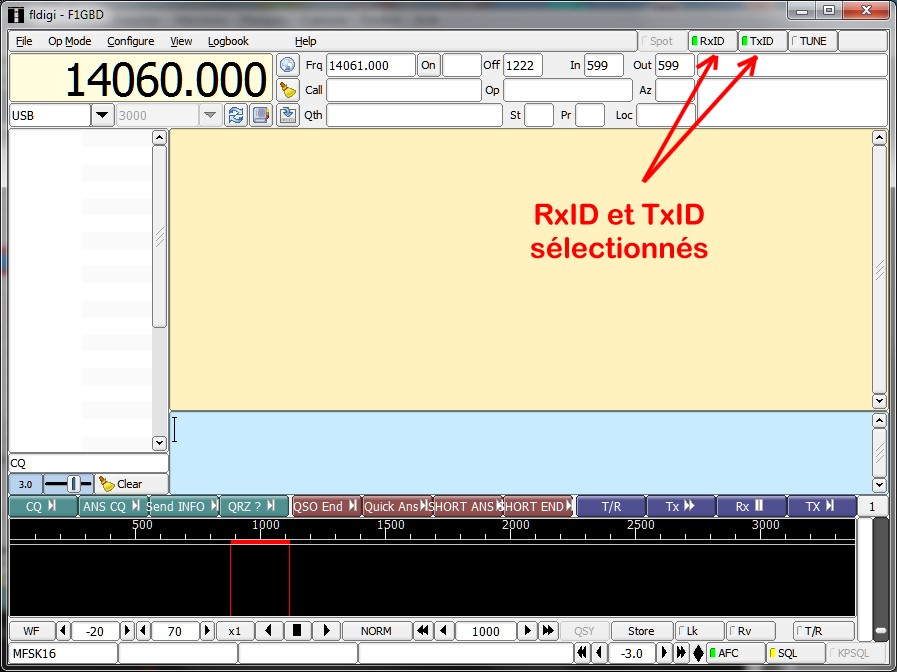 fldigi - F1GBD
File Op Mode Configure View Logbook Help Spot RxID TxID TUNE
14060.000
Frq 14061.000 On Off 1222 In 599 Out 599
Call Op Az
USB 3000 Qth St Pr Loc
RxID et TxID
sélectionnés
CQ
3.0 Clear
CQ ANS CQ Send INFO QRZ ? QSO End Quick Ans SHORT ANS SHORT END T/R Tx Rx TX 1
500 1000 1500 2000 2500 3000
WF -20 70 x1 NORM 1000 QSY Store Lk Rv T/R
MFSK16 -3.0 AFC SQL KPSQL